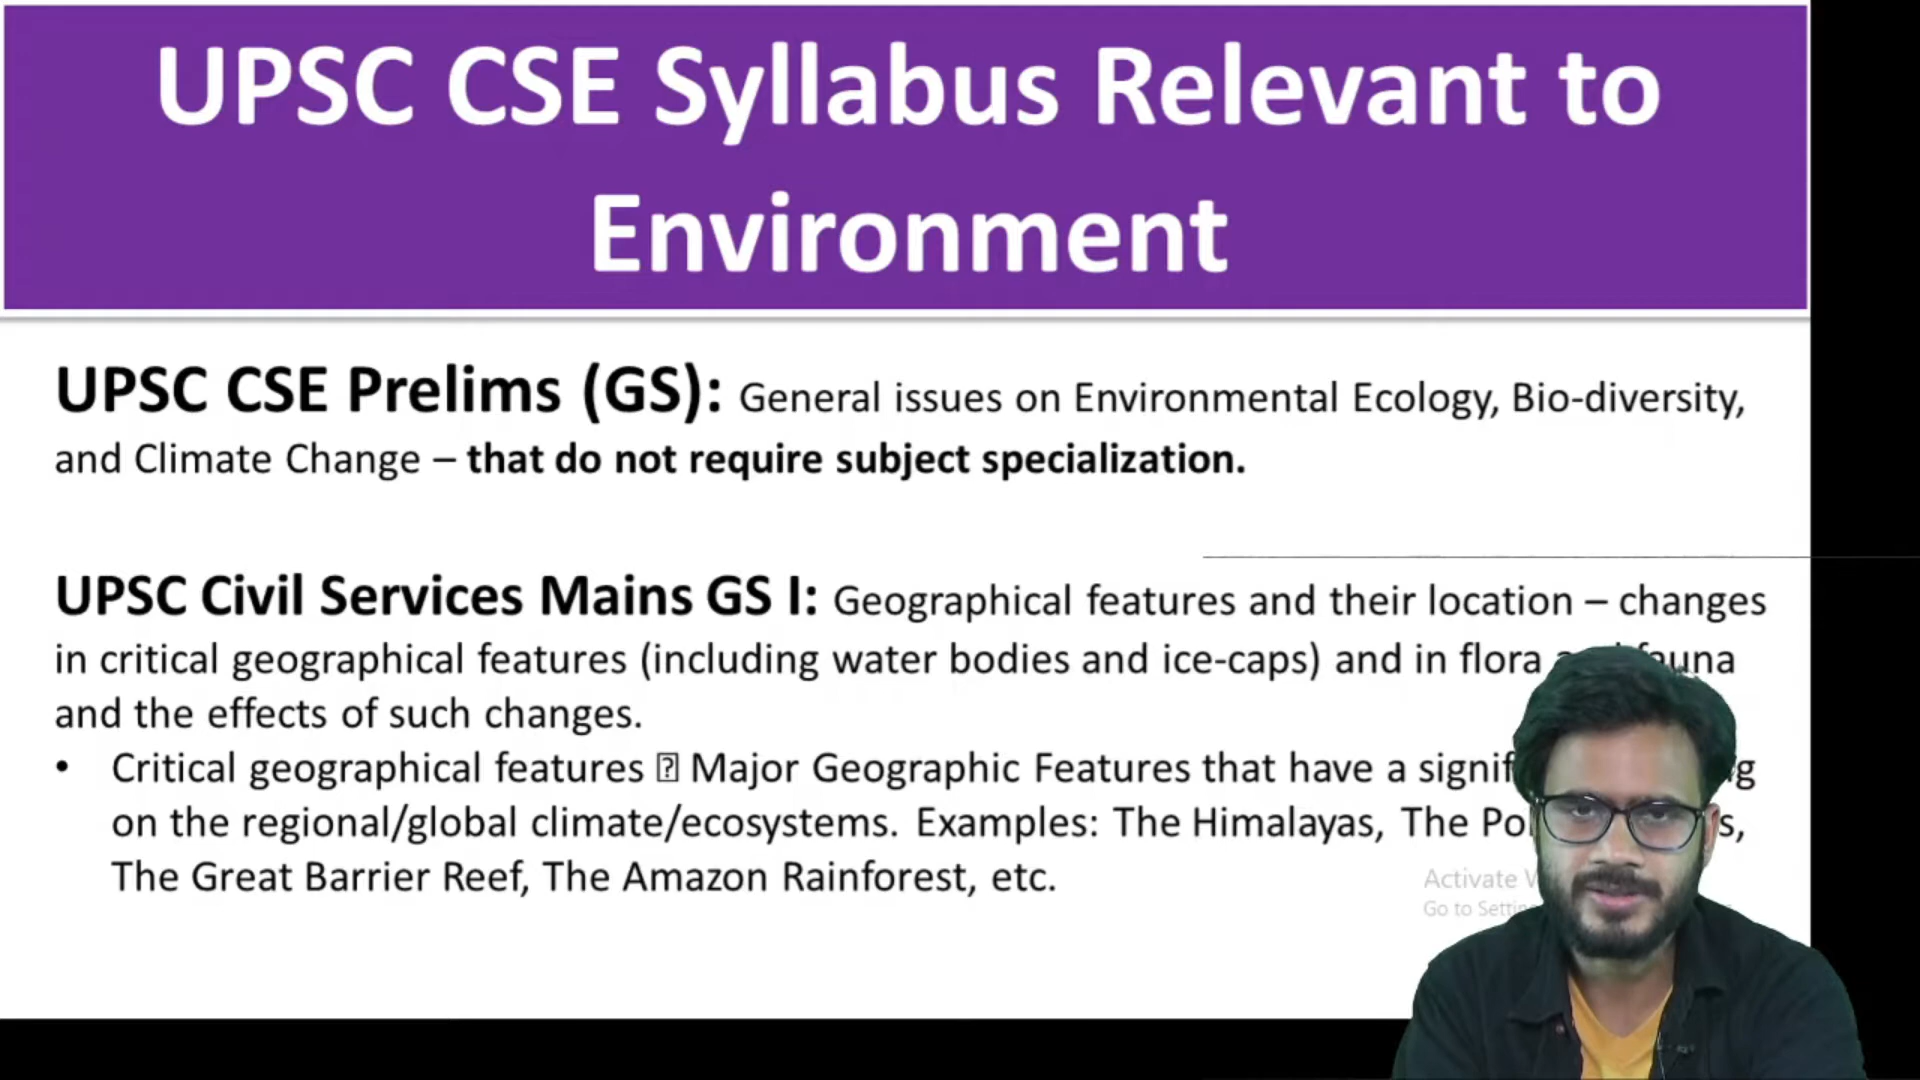 UPSC CSE Syllabus Relevant to
Environment
UPSC CSE Prelims (GS): General issues on Environmental Ecology, Bio-diversity,
and Climate Change – that do not require subject specialization.
UPSC Civil Services Mains GS I: Geographical features and their location – changes
in critical geographical features (including water bodies and ice-caps) and in flora
and the effects of such changes.
• Critical geographical features Major Geographic Features that have a
on the regional/global climate/ecosystems. Examples: The Himalayas, The
The Great Barrier Reef, The Amazon Rainforest, etc.
Activate
Go to